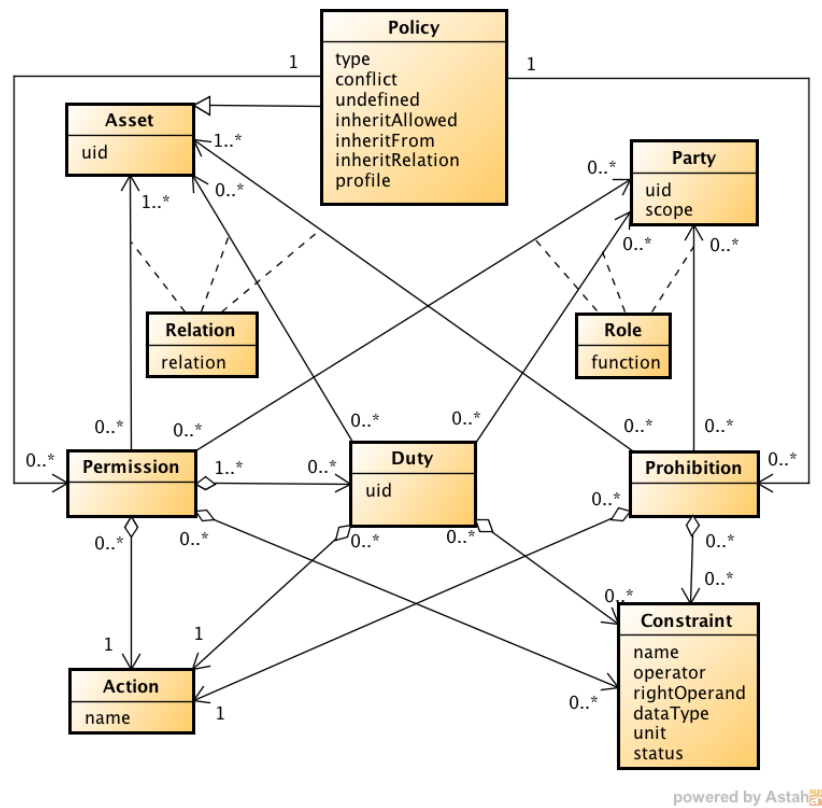 Policy
type
conflict
undefined
inheritAllowed
inheritFrom
inheritRelation
profile
1
1
Asset
uid
1..*
0..*
1..*
Party
uid
scope
0..*
0..*
0..*
Relation
relation
Role
function
0..*
0..*
0..*
0..*
0..*
0..*
0..*
Permission
1..*
0..*
Duty
uid
Prohibition
0..*
0..*
0..*
0..*
0..*
0..*
0..*
0..*
0..*
1
1
Action
name
1
0..*
Constraint
name
operator
rightOperand
dataType
unit
status
powered by Astah